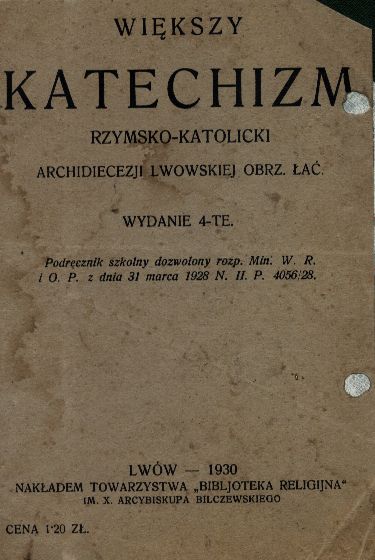 WIĘKSZY
KATECHIZM
RZYMSKO-KATOLICKI
ARCHIDIECEZJI LWOWSKIEJ OBRZ. ŁAĆ.
WYDANIE 4-TE.
Podręcznik szkolny dozwolony rozp. Min. W. R.
i O. P. z dnia 31 marca 1928 N. II. P. 4056/28.
LWÓW — 1930
NAKŁADEM TOWARZYSTWA „BIBLJOTEKA RELIGIJNA“
IM. X. ARCYBISKUPA BILCZEWSKIEGO
CENA 1·20 ZŁ.